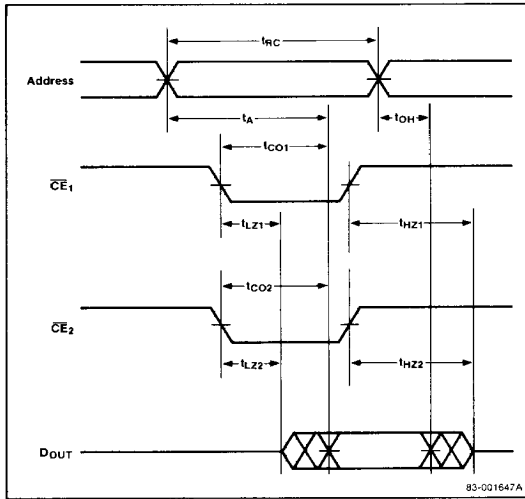 tRC
Address
tA
tOH
tCO1
CE1
tLZ1
tHZ1
tCO2
CE2
tLZ2
tHZ2
DOUT
83-001647A